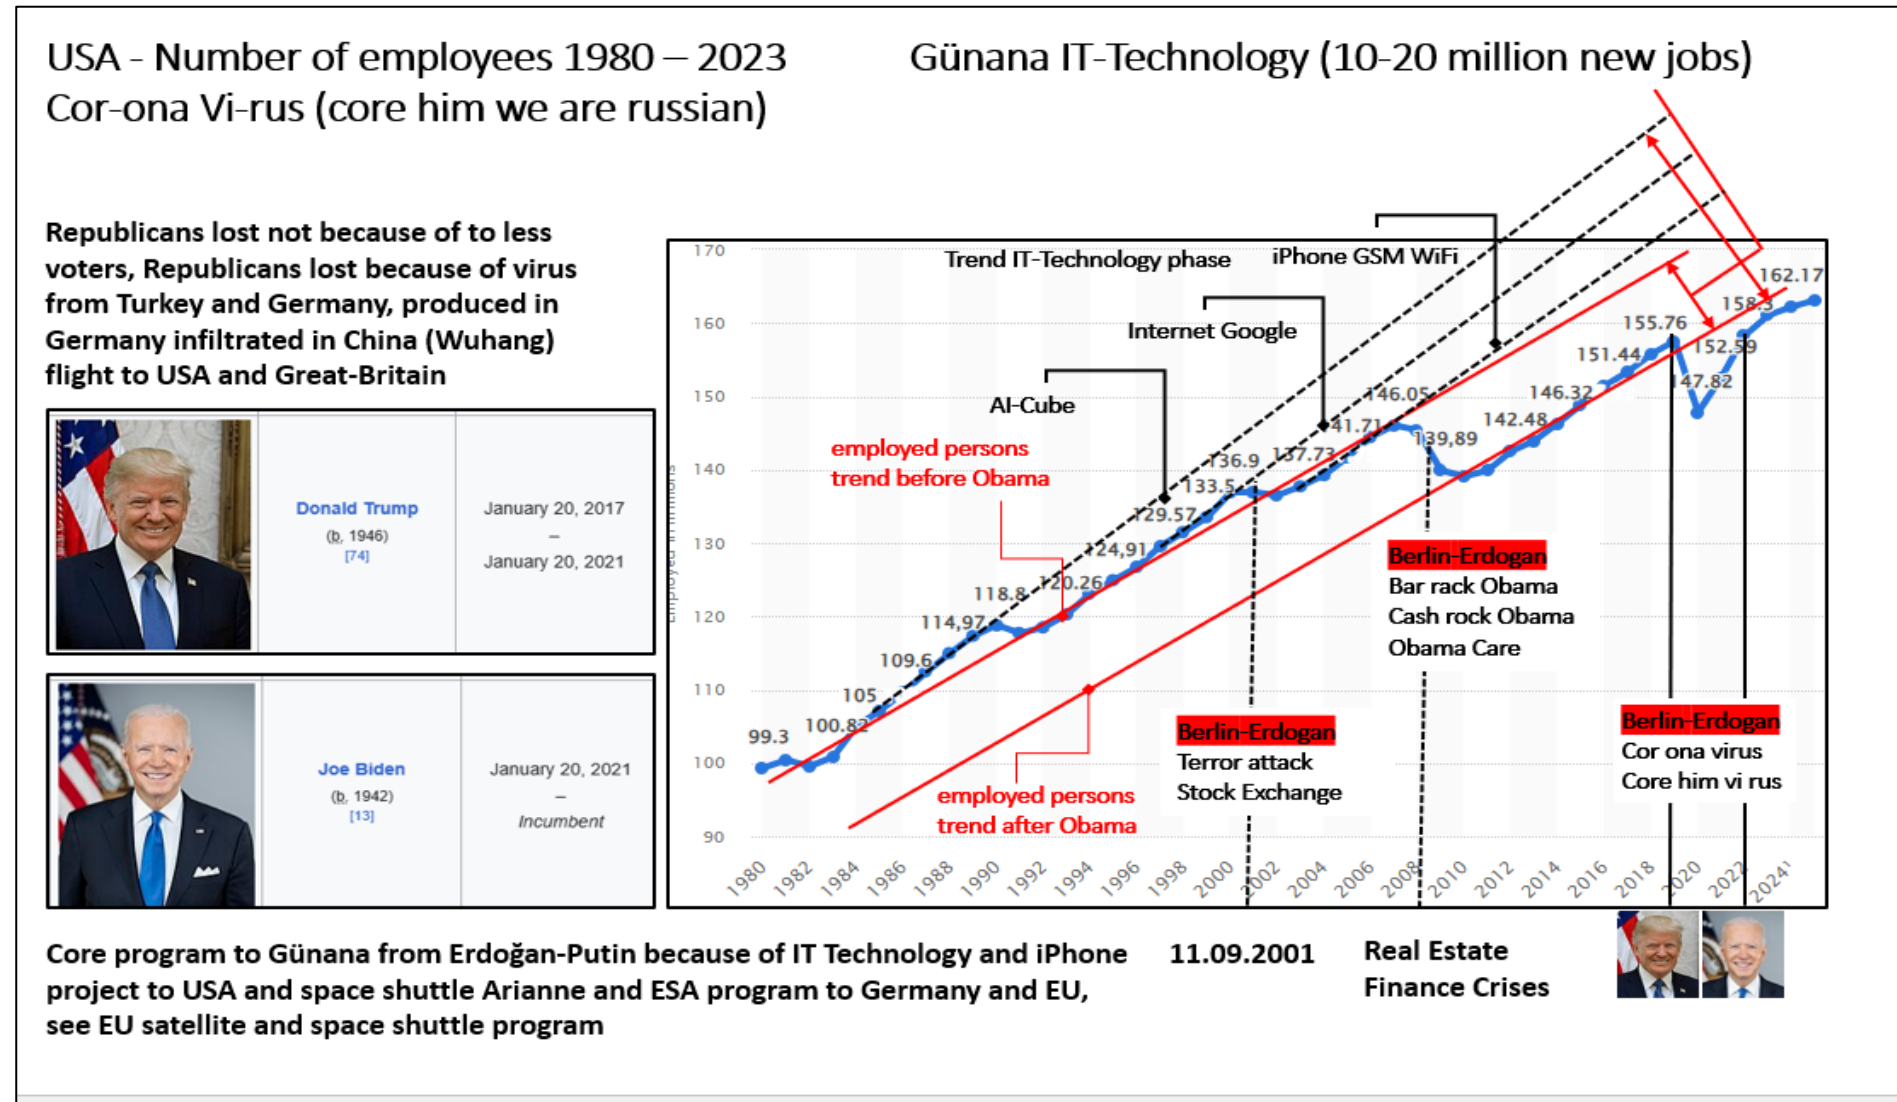 USA - Number of employees 1980 – 2023
Günana IT-Technology (10-20 million new jobs)
Cor-ona Vi-rus (core him we are russian)
Republicans lost not because of to less
voters, Republicans lost because of virus
from Turkey and Germany, produced in
Germany infiltrated in China (Wuhang)
flight to USA and Great-Britain
Donald Trump
(b. 1946)
[74]
January 20, 2017
–
January 20, 2021
Joe Biden
(b. 1942)
[13]
January 20, 2021
–
Incumbent
170
160
150
140
130
120
110
100
90
Trend IT-Technology phase
iPhone GSM WiFi
Internet Google
AI-Cube
employed persons
trend before Obama
employed persons
trend after Obama
99.3
100.82
105
109.6
114,97
118.8
120.26
124,91
129.57
133.5
136.9
137.73
41.71
146.05
139,89
142.48
146.32
151.44
155.76
147.82
152.59
158.3
162.17
Berlin-Erdogan
Bar rack Obama
Cash rock Obama
Obama Care
Berlin-Erdogan
Terror attack
Stock Exchange
Berlin-Erdogan
Cor ona virus
Core him vi rus
1980
1982
1984
1986
1988
1990
1992
1994
1996
1998
2000
2002
2004
2006
2008
2010
2012
2014
2016
2018
2020
2022
2024¹
Core program to Günana from Erdoğan-Putin because of IT Technology and iPhone
project to USA and space shuttle Arianne and ESA program to Germany and EU,
see EU satellite and space shuttle program
11.09.2001
Real Estate
Finance Crises